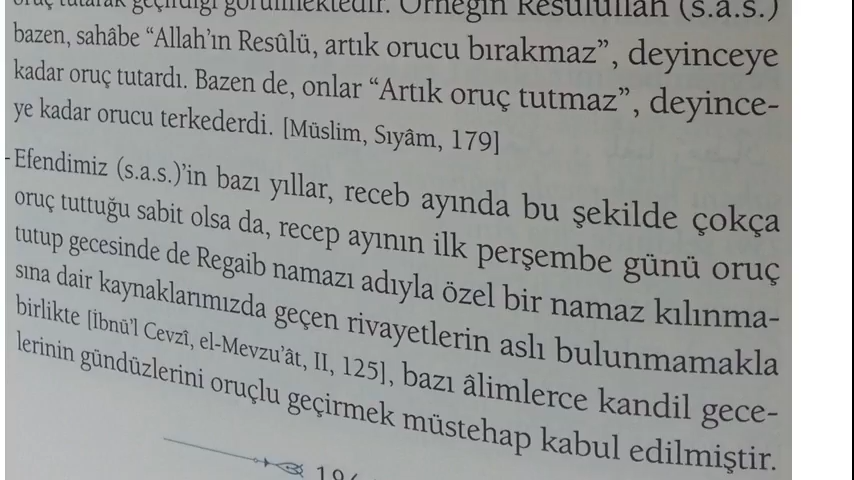 oruç tutarak geçirdiği görülmektedir. Örneğin Resûlullah (s.a.s.)
bazen, sahâbe “Allah’ın Resûlü, artık orucu bırakmaz”, deyinceye
kadar oruç tutardı. Bazen de, onlar “Artık oruç tutmaz”, deyince-
ye kadar orucu terkederdi. [Müslim, Sıyâm, 179]
-Efendimiz (s.a.s.)’in bazı yıllar, receb ayında bu şekilde çokça
oruç tuttuğu sabit olsa da, recep ayının ilk perşembe günü oruç
tutup gecesinde de Regaib namazı adıyla özel bir namaz kılınma-
sına dair kaynaklarımızda geçen rivayetlerin aslı bulunmamakla
birlikte [İbnü’l Cevzî, el-Mevzu’ât, II, 125], bazı âlimlerce kandil gece-
lerinin gündüzlerini oruçlu geçirmek müstehap kabul edilmiştir.